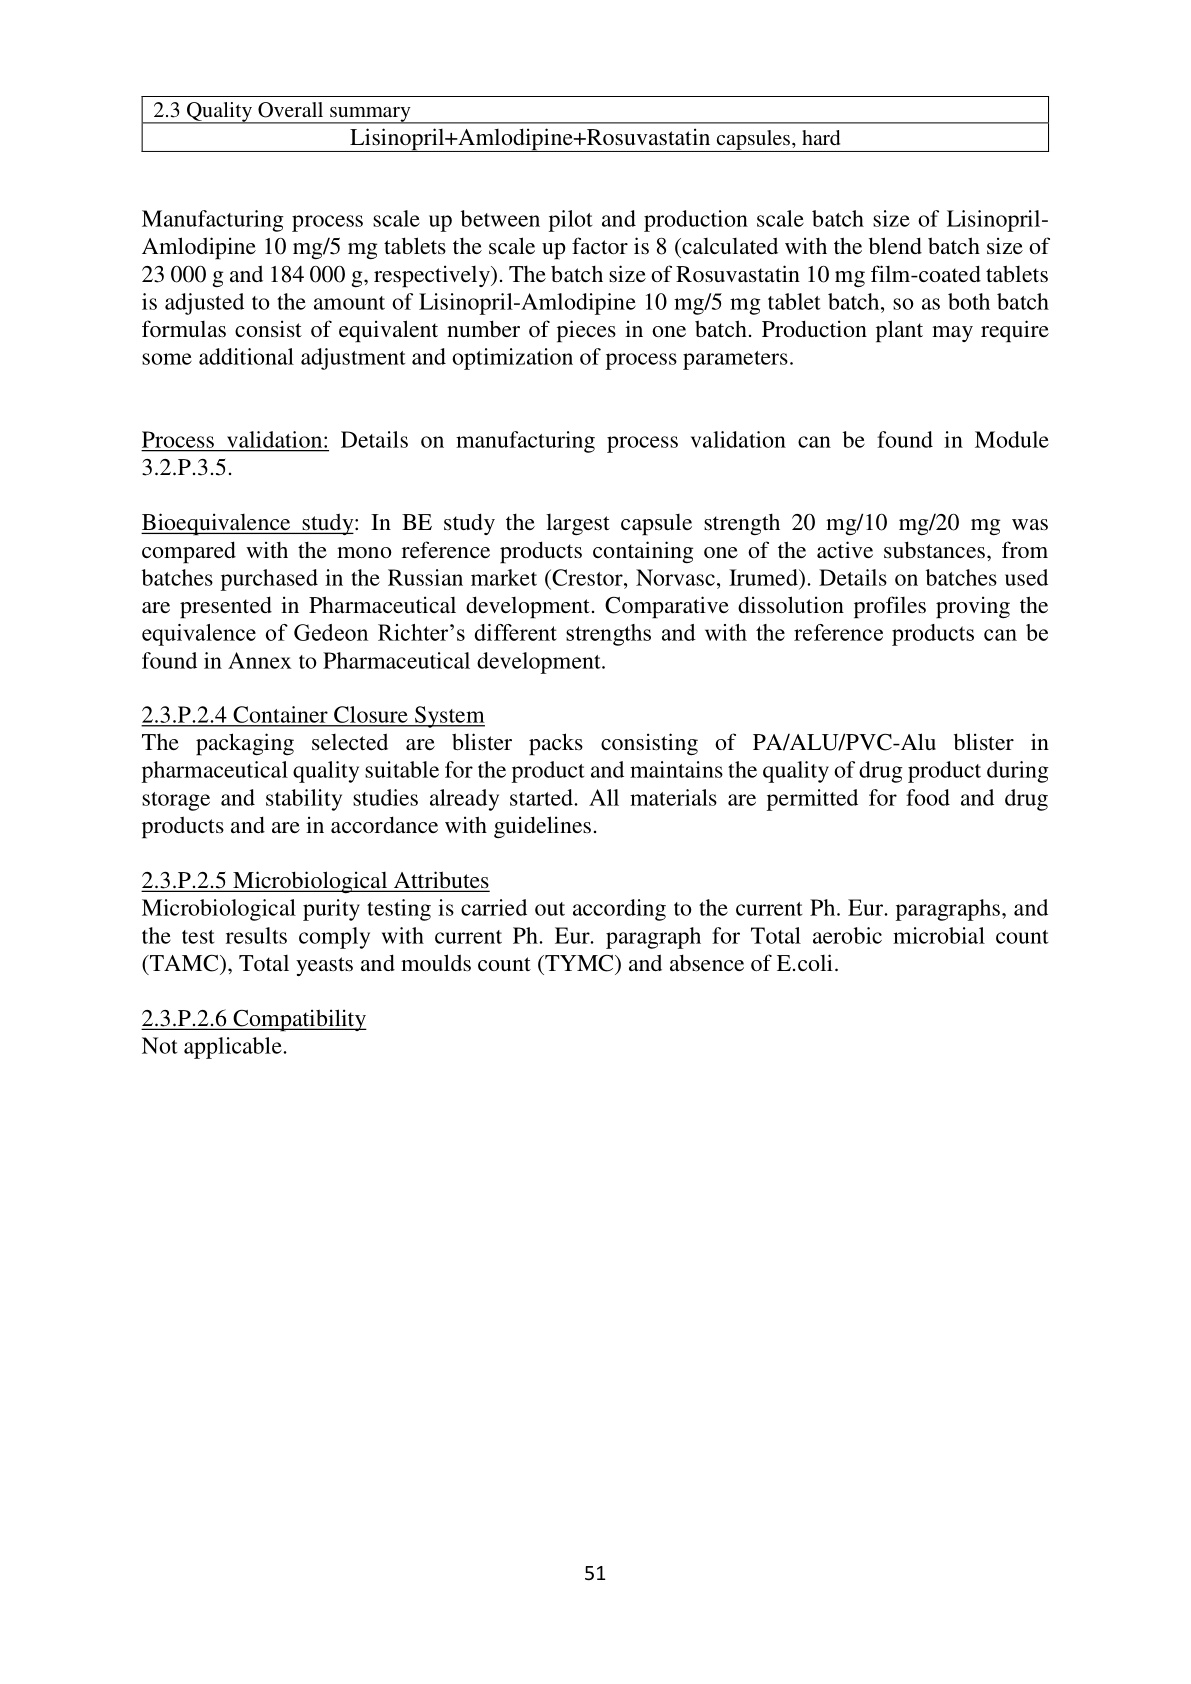 2.3 Quality Overall summary
Lisinopril+Amlodipine+Rosuvastatin capsules, hard
Manufacturing process scale up between pilot and production scale batch size of Lisinopril-
Amlodipine 10 mg/5 mg tablets the scale up factor is 8 (calculated with the blend batch size of
23 000 g and 184 000 g, respectively). The batch size of Rosuvastatin 10 mg film-coated tablets
is adjusted to the amount of Lisinopril-Amlodipine 10 mg/5 mg tablet batch, so as both batch
formulas consist of equivalent number of pieces in one batch. Production plant may require
some additional adjustment and optimization of process parameters.
Process validation: Details on manufacturing process validation can be found in Module
3.2.P.3.5.
Bioequivalence study: In BE study the largest capsule strength 20 mg/10 mg/20 mg was
compared with the mono reference products containing one of the active substances, from
batches purchased in the Russian market (Crestor, Norvasc, Irumed). Details on batches used
are presented in Pharmaceutical development. Comparative dissolution profiles proving the
equivalence of Gedeon Richter’s different strengths and with the reference products can be
found in Annex to Pharmaceutical development.
2.3.P.2.4 Container Closure System
The packaging selected are blister packs consisting of PA/ALU/PVC-Alu blister in
pharmaceutical quality suitable for the product and maintains the quality of drug product during
storage and stability studies already started. All materials are permitted for food and drug
products and are in accordance with guidelines.
2.3.P.2.5 Microbiological Attributes
Microbiological purity testing is carried out according to the current Ph. Eur. paragraphs, and
the test results comply with current Ph. Eur. paragraph for Total aerobic microbial count
(TAMC), Total yeasts and moulds count (TYMC) and absence of E.coli.
2.3.P.2.6 Compatibility
Not applicable.
51